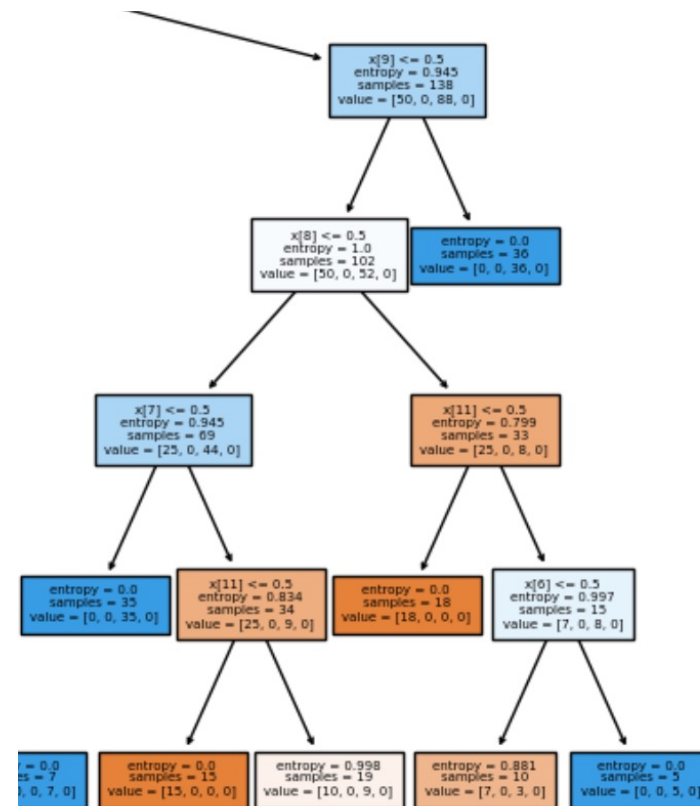 x[9] <= 0.5
entropy = 0.945
samples = 138
value = [50, 0, 88, 0]
x[8] <= 0.5
entropy = 1.0
samples = 102
value = [50, 0, 52, 0]
entropy = 0.0
samples = 36
value = [0, 0, 36, 0]
x[7] <= 0.5
entropy = 0.945
samples = 69
value = [25, 0, 44, 0]
x[11] <= 0.5
entropy = 0.799
samples = 33
value = [25, 0, 8, 0]
entropy = 0.0
samples = 35
value = [0, 0, 35, 0]
x[11] <= 0.5
entropy = 0.834
samples = 34
value = [25, 0, 9, 0]
entropy = 0.0
samples = 18
value = [18, 0, 0, 0]
x[6] <= 0.5
entropy = 0.997
samples = 15
value = [7, 0, 8, 0]
= 0.0
= 7
0, 7, 0]
entropy = 0.0
samples = 15
value = [15, 0, 0, 0]
entropy = 0.998
samples = 19
value = [10, 0, 9, 0]
entropy = 0.881
samples = 10
value = [7, 0, 3, 0]
entropy = 0.0
samples = 5
value = [0, 0, 5, 0